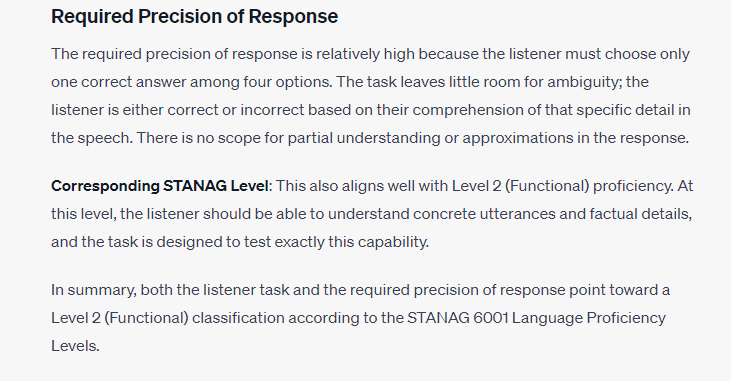 Required Precision of Response
The required precision of response is relatively high because the listener must choose only
one correct answer among four options. The task leaves little room for ambiguity; the
listener is either correct or incorrect based on their comprehension of that specific detail in
the speech. There is no scope for partial understanding or approximations in the response.
Corresponding STANAG Level: This also aligns well with Level 2 (Functional) proficiency. At
this level, the listener should be able to understand concrete utterances and factual details,
and the task is designed to test exactly this capability.
In summary, both the listener task and the required precision of response point toward a
Level 2 (Functional) classification according to the STANAG 6001 Language Proficiency
Levels.